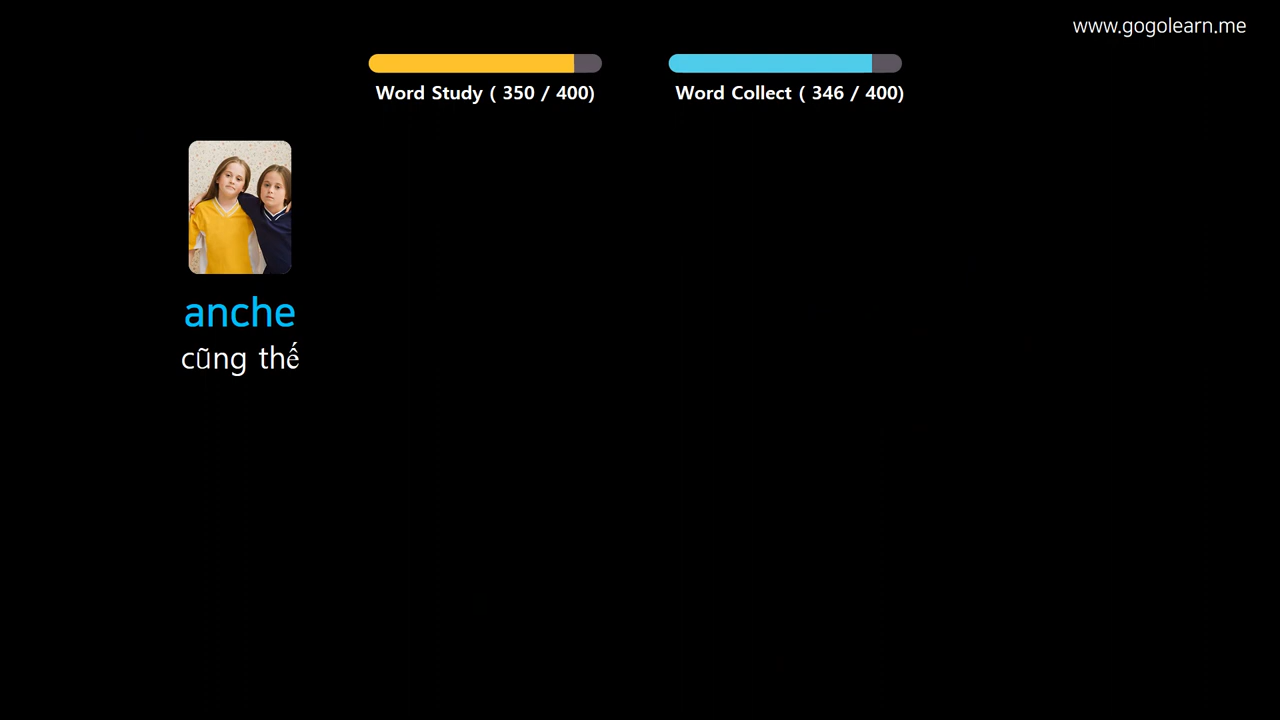 www.gogolearn.me
Word Study ( 350 / 400)
Word Collect ( 346 / 400)
anche
cũng thế